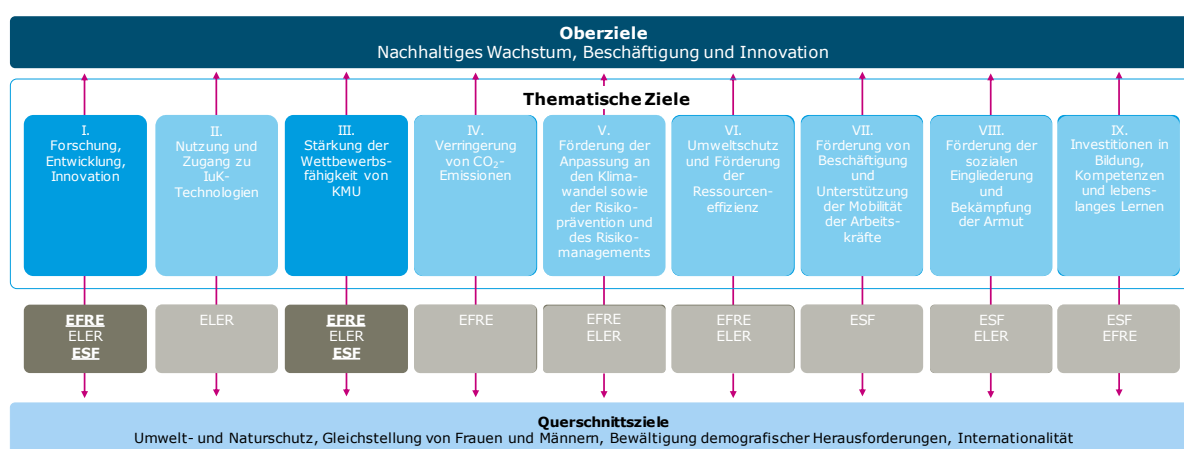 Oberziele
Nachhaltiges Wachstum, Beschäftigung und Innovation
Thematische Ziele
I.
Forschung,
Entwicklung,
Innovation
II.
Nutzung und
Zugang zu
IuK-
Technologien
III.
Stärkung der
Wettbewerbs-
fähigkeit von
KMU
IV.
Verringerung
von CO₂-
Emissionen
V.
Förderung der
Anpassung an
den Klima-
wandel sowie
der Risiko-
prävention und
des Risiko-
managements
VI.
Umweltschutz
und Förderung
der
Ressourcen-
effizienz
VII.
Förderung von
Beschäftigung
und
Unterstützung
der Mobilität
der Arbeits-
kräfte
VIII.
Förderung der
sozialen
Eingliederung
und
Bekämpfung
der Armut
IX.
Investitionen in
Bildung,
Kompetenzen
und lebens-
langes Lernen
EFRE
ELER
ESF
ELER
EFRE
ELER
ESF
EFRE
EFRE
ELER
EFRE
ELER
ESF
ESF
ELER
ESF
EFRE
Querschnittsziele
Umwelt- und Naturschutz, Gleichstellung von Frauen und Männern, Bewältigung demografischer Herausforderungen, Internationalität